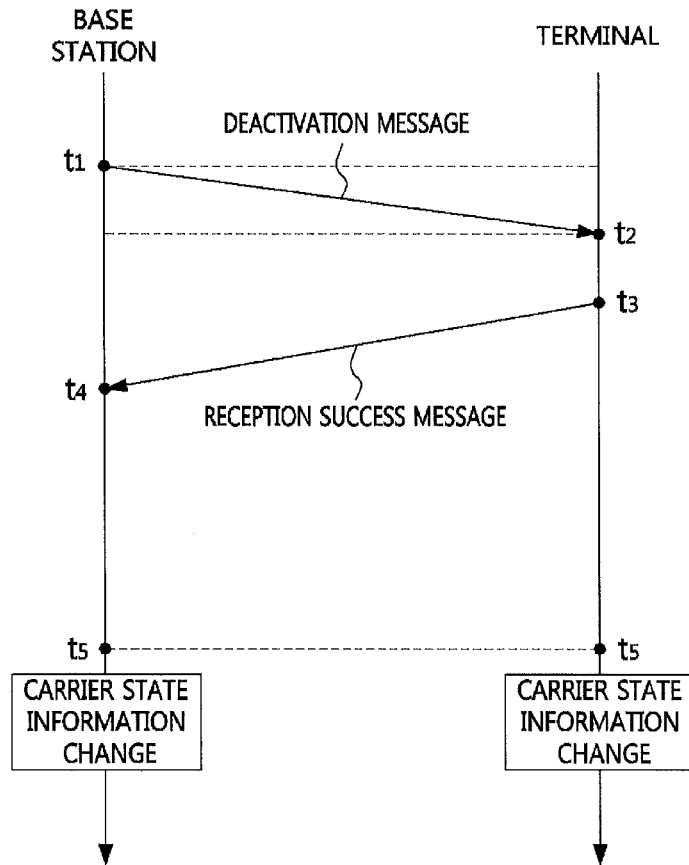 BASE
STATION
TERMINAL
DEACTIVATION MESSAGE
t1
t2
t3
t4
RECEPTION SUCCESS MESSAGE
t5
t5
CARRIER STATE
INFORMATION
CHANGE
CARRIER STATE
INFORMATION
CHANGE